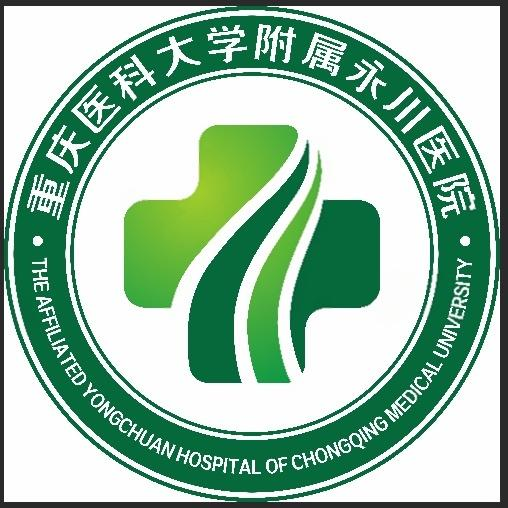 重庆医科大学附属永川医院
THE AFFILIATED YONGCHUAN HOSPITAL OF CHONGQING MEDICAL UNIVERSITY